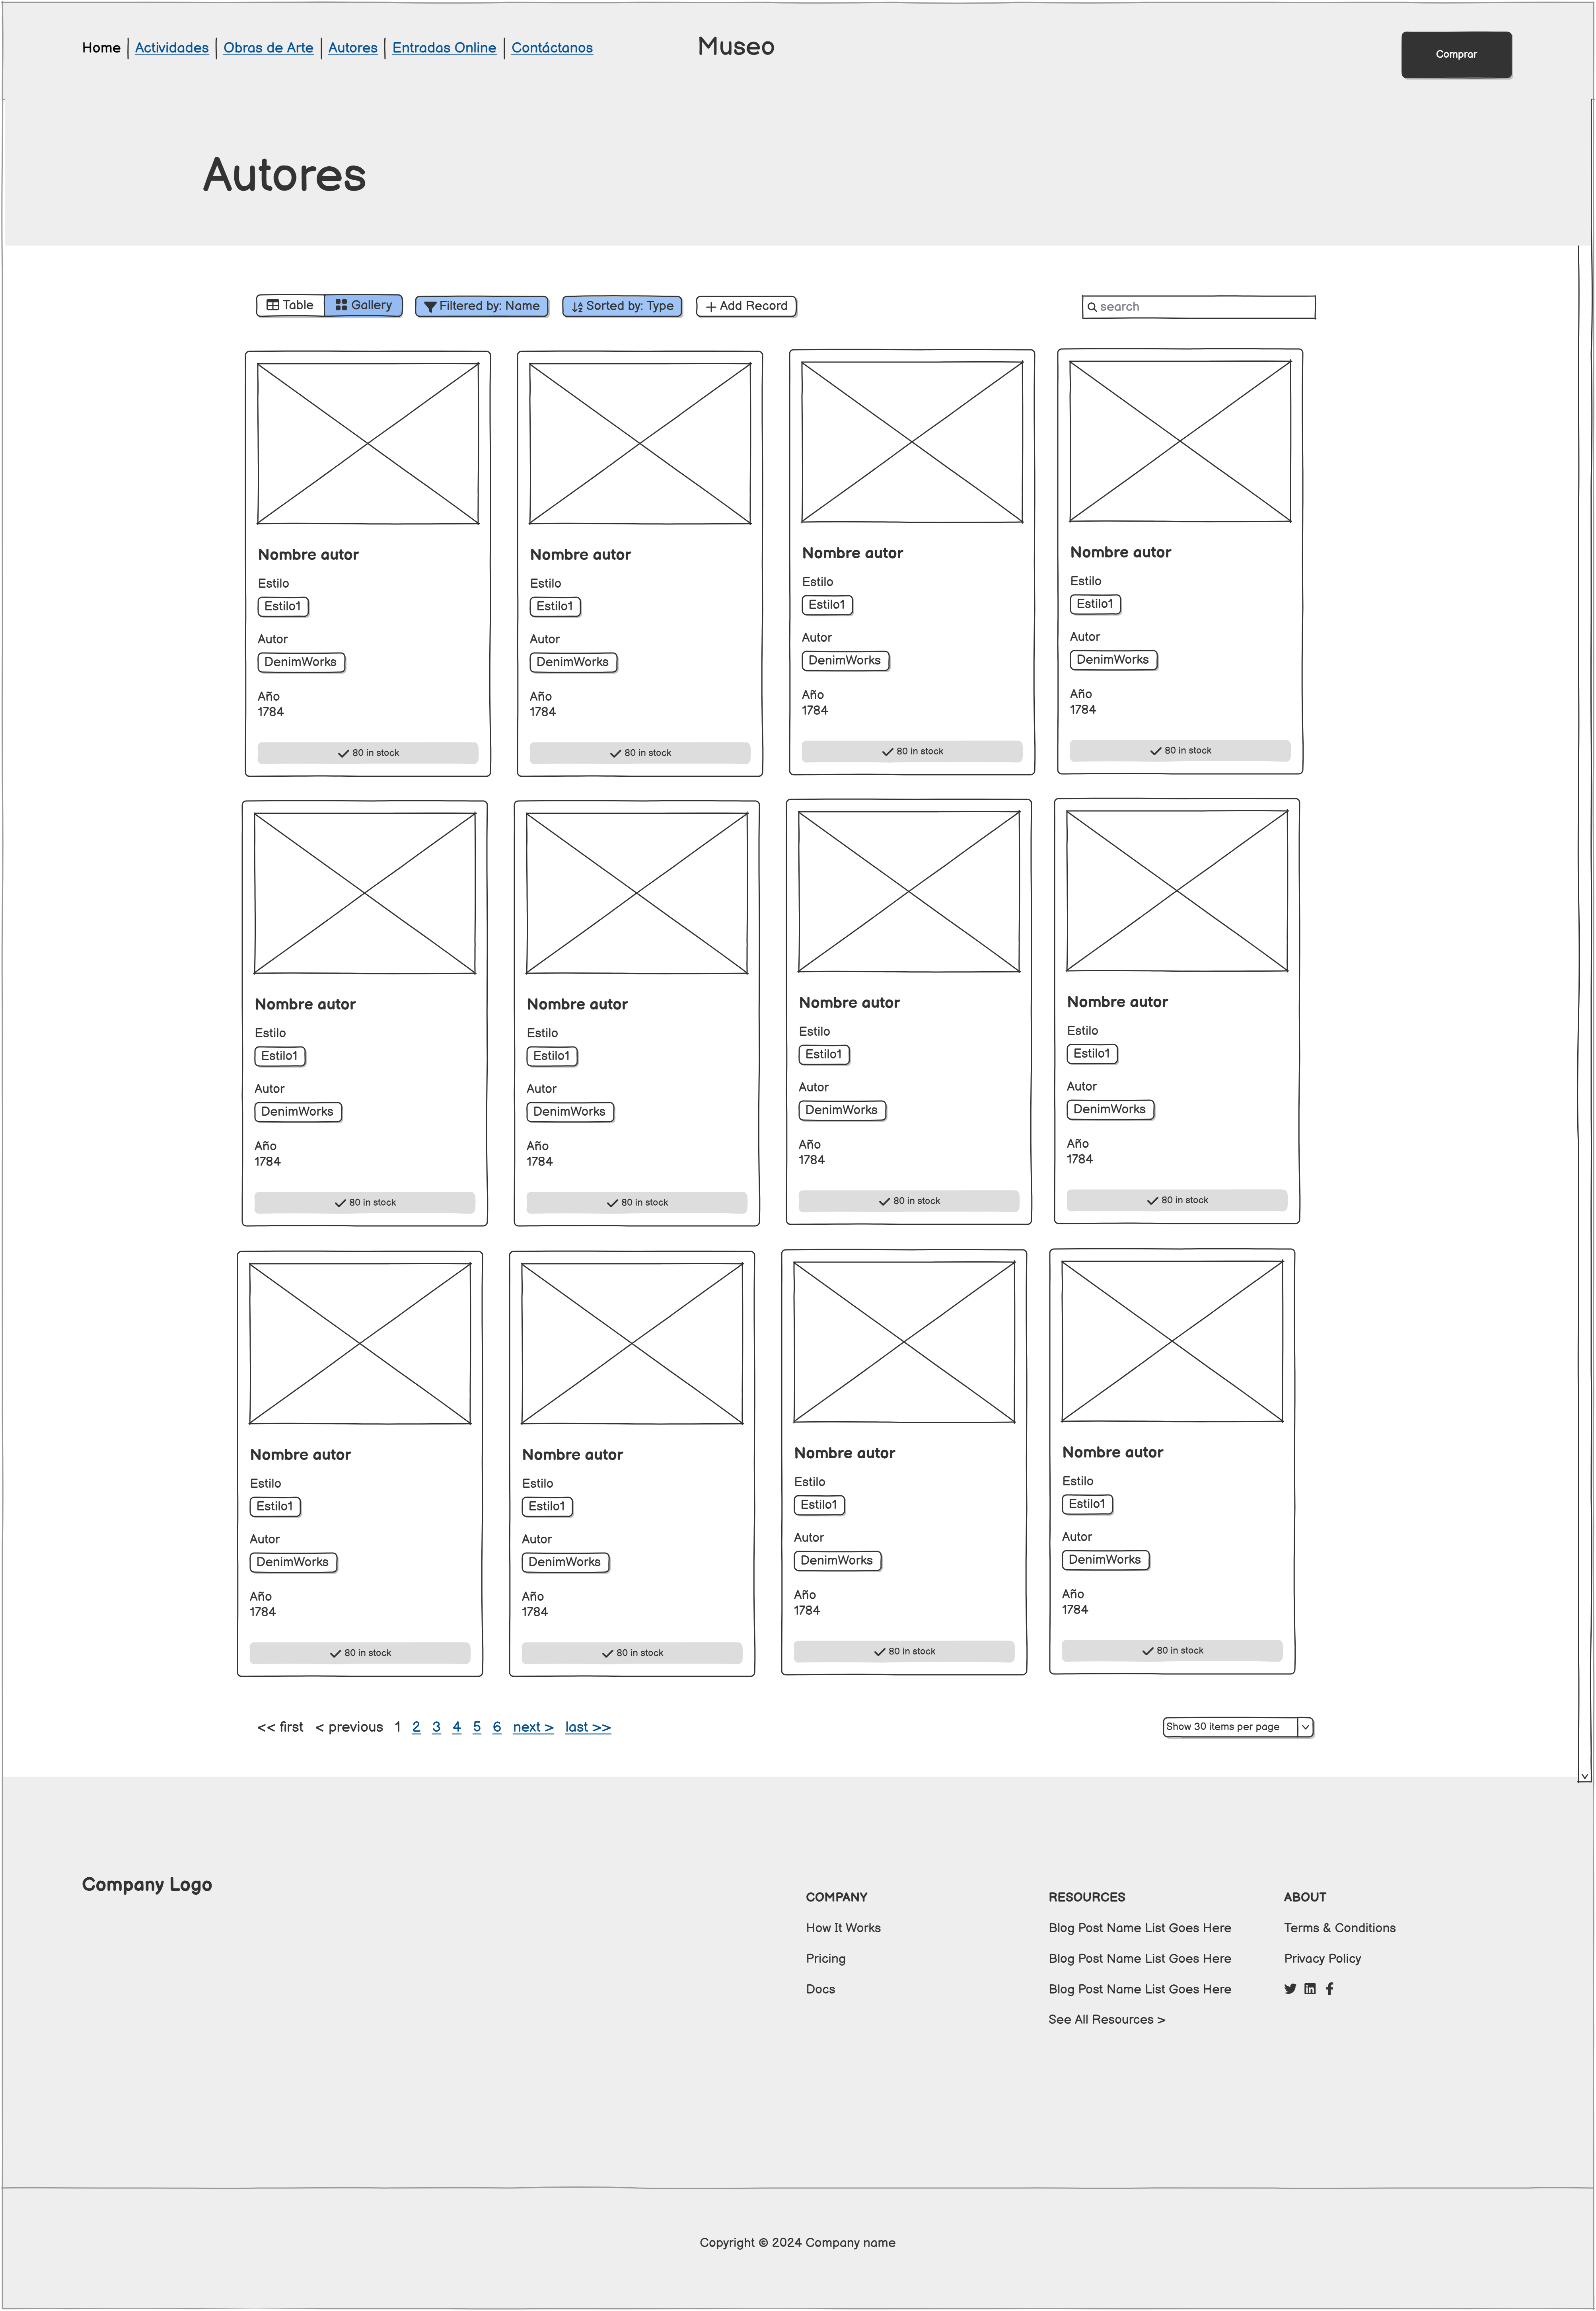 Home Actividades Obras de Arte Autores Entradas Online Contáctanos
Museo
Comprar
Autores
Table Gallery Filtered by: Name Sorted by: Type + Add Record search
Nombre autor Nombre autor Nombre autor Nombre autor
Estilo Estilo Estilo Estilo
Estilo1 Estilo1 Estilo1 Estilo1
Autor Autor Autor Autor
DenimWorks DenimWorks DenimWorks DenimWorks
Año Año Año Año
1784 1784 1784 1784
80 in stock 80 in stock 80 in stock 80 in stock
Nombre autor Nombre autor Nombre autor Nombre autor
Estilo Estilo Estilo Estilo
Estilo1 Estilo1 Estilo1 Estilo1
Autor Autor Autor Autor
DenimWorks DenimWorks DenimWorks DenimWorks
Año Año Año Año
1784 1784 1784 1784
80 in stock 80 in stock 80 in stock 80 in stock
Nombre autor Nombre autor Nombre autor Nombre autor
Estilo Estilo Estilo Estilo
Estilo1 Estilo1 Estilo1 Estilo1
Autor Autor Autor Autor
DenimWorks DenimWorks DenimWorks DenimWorks
Año Año Año Año
1784 1784 1784 1784
80 in stock 80 in stock 80 in stock 80 in stock
<< first < previous 1 2 3 4 5 6 next > last >> Show 30 items per page
Company Logo
COMPANY
How It Works
Pricing
Docs
RESOURCES
Blog Post Name List Goes Here
Blog Post Name List Goes Here
Blog Post Name List Goes Here
See All Resources >
ABOUT
Terms & Conditions
Privacy Policy
Copyright © 2024 Company name